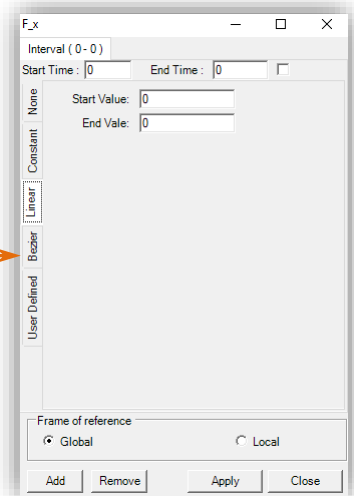 F_x
Interval ( 0 - 0 )
Start Time : 0 End Time : 0
None
Constant
Linear
Bezier
User Defined
Start Value: 0
End Vale: 0
Frame of reference
Global Local
Add Remove Apply Close